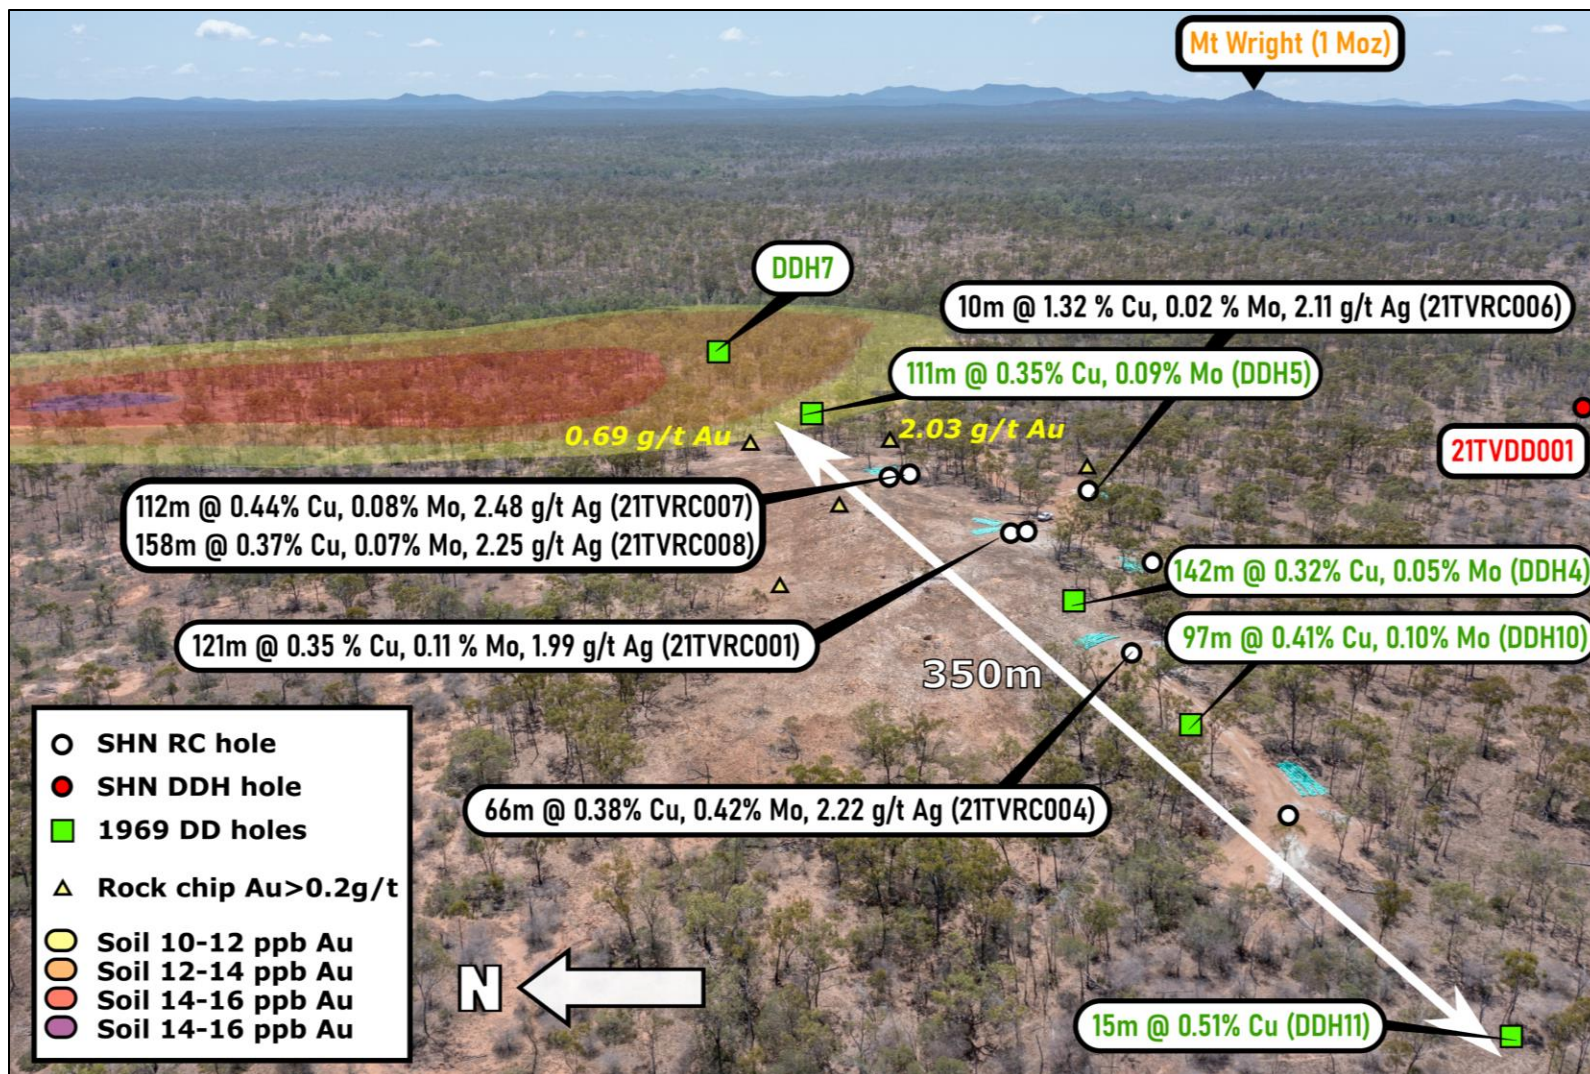 Mt Wright (1 Moz)
DDH7
10m @ 1.32 % Cu, 0.02 % Mo, 2.11 g/t Ag (21TVRC006)
111m @ 0.35% Cu, 0.09% Mo (DDH5)
0.69 g/t Au
2.03 g/t Au
21TVDD001
112m @ 0.44% Cu, 0.08% Mo, 2.48 g/t Ag (21TVRC007)
158m @ 0.37% Cu, 0.07% Mo, 2.25 g/t Ag (21TVRC008)
142m @ 0.32% Cu, 0.05% Mo (DDH4)
121m @ 0.35 % Cu, 0.11 % Mo, 1.99 g/t Ag (21TVRC001)
97m @ 0.41% Cu, 0.10% Mo (DDH10)
350m
66m @ 0.38% Cu, 0.42% Mo, 2.22 g/t Ag (21TVRC004)
SHN RC hole
SHN DDH hole
1969 DD holes
Rock chip Au>0.2g/t
Soil 10-12 ppb Au
Soil 12-14 ppb Au
Soil 14-16 ppb Au
Soil 14-16 ppb Au
N
15m @ 0.51% Cu (DDH11)